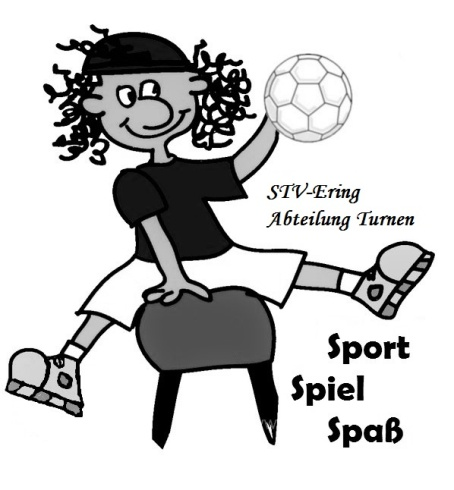 STV-Ering
Abteilung Turnen
Sport
Spiel
Spaß